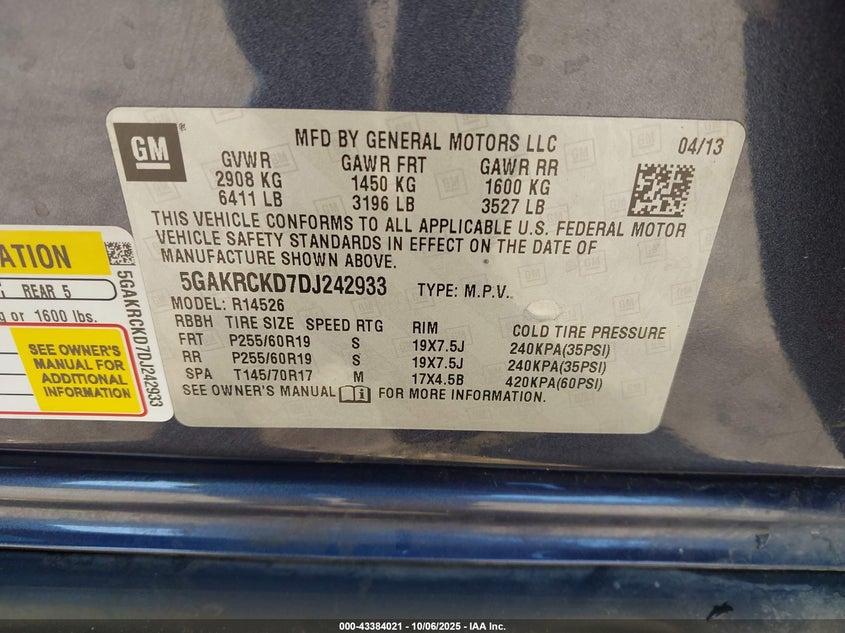 GM
®
MFD BY GENERAL MOTORS LLC
04/13
GVWR GAWR FRT GAWR RR
2908 KG 1450 KG 1600 KG
6411 LB 3196 LB 3527 LB
THIS VEHICLE CONFORMS TO ALL APPLICABLE U.S. FEDERAL MOTOR
VEHICLE SAFETY STANDARDS IN EFFECT ON THE DATE OF
MANUFACTURE SHOWN ABOVE.
5GAKRCKD7DJ242933 TYPE: M.P.V.
MODEL: R14526
RBBH TIRE SIZE SPEED RTG RIM COLD TIRE PRESSURE
FRT P255/60R19 S 19X7.5J 240KPA(35PSI)
RR P255/60R19 S 19X7.5J 240KPA(35PSI)
SPA T145/70R17 M 17X4.5B 420KPA(60PSI)
SEE OWNER'S MANUAL FOR MORE INFORMATION.
ATION
REAR 5
1600 lbs.
SEE OWNER'S
MANUAL FOR
ADDITIONAL
INFORMATION
5GAKRCKD7DJ242933
000-43384021 - 10/06/2025 - IAA Inc.